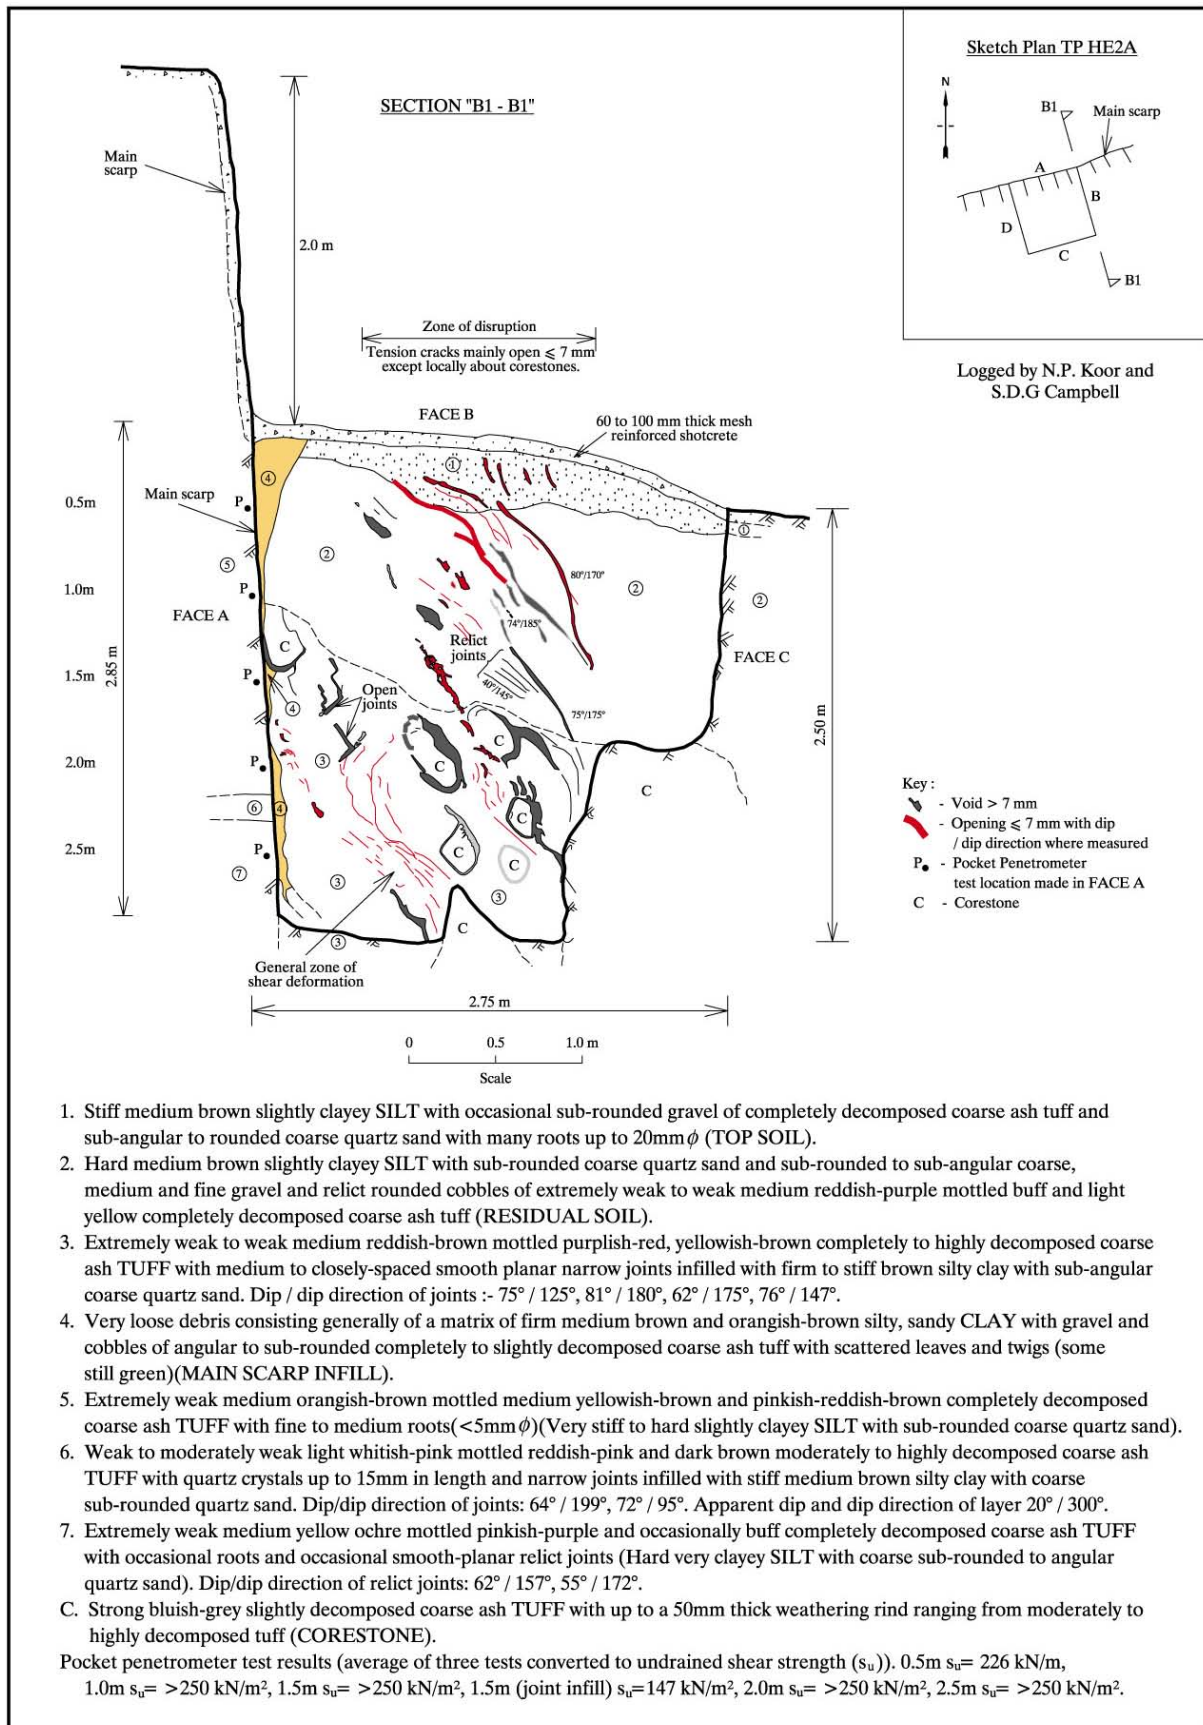 Sketch Plan TP HE2A
N
B1
Main scarp
A
B
D
C
B1
SECTION "B1 - B1"
Main
scarp
2.0 m
Zone of disruption
Tension cracks mainly open ⩽ 7 mm
except locally about corestones.
Logged by N.P. Koor and
S.D.G Campbell
FACE B
60 to 100 mm thick mesh
reinforced shotcrete
1
4
0.5m
Main scarp
P
1
2
5
80°/170°
2
2
1.0m
P
FACE A
74°/185°
C
Relict
joints
FACE C
2.85 m
1.5m
P
40°/145°
Open
joints
4
75°/175°
2.50 m
C
2.0m
P
3
C
C
6
4
C
2.5m
P
C
C
7
3
3
C
3
General zone of
shear deformation
Key :
- Void > 7 mm
- Opening ⩽ 7 mm with dip
/ dip direction where measured
P - Pocket Penetrometer
test location made in FACE A
C - Corestone
2.75 m
0 0.5 1.0 m
Scale
1. Stiff medium brown slightly clayey SILT with occasional sub-rounded gravel of completely decomposed coarse ash tuff and
sub-angular to rounded coarse quartz sand with many roots up to 20mmϕ (TOP SOIL).
2. Hard medium brown slightly clayey SILT with sub-rounded coarse quartz sand and sub-rounded to sub-angular coarse,
medium and fine gravel and relict rounded cobbles of extremely weak to weak medium reddish-purple mottled buff and light
yellow completely decomposed coarse ash tuff (RESIDUAL SOIL).
3. Extremely weak to weak medium reddish-brown mottled purplish-red, yellowish-brown completely to highly decomposed coarse
ash TUFF with medium to closely-spaced smooth planar narrow joints infilled with firm to stiff brown silty clay with sub-angular
coarse quartz sand. Dip / dip direction of joints :- 75° / 125°, 81° / 180°, 62° / 175°, 76° / 147°.
4. Very loose debris consisting generally of a matrix of firm medium brown and orangish-brown silty, sandy CLAY with gravel and
cobbles of angular to sub-rounded completely to slightly decomposed coarse ash tuff with scattered leaves and twigs (some
still green)(MAIN SCARP INFILL).
5. Extremely weak medium orangish-brown mottled medium yellowish-brown and pinkish-reddish-brown completely decomposed
coarse ash TUFF with fine to medium roots(<5mmϕ)(Very stiff to hard slightly clayey SILT with sub-rounded coarse quartz sand).
6. Weak to moderately weak light whitish-pink mottled reddish-pink and dark brown moderately to highly decomposed coarse ash
TUFF with quartz crystals up to 15mm in length and narrow joints infilled with stiff medium brown silty clay with coarse
sub-rounded quartz sand. Dip/dip direction of joints: 64° / 199°, 72° / 95°. Apparent dip and dip direction of layer 20° / 300°.
7. Extremely weak medium yellow ochre mottled pinkish-purple and occasionally buff completely decomposed coarse ash TUFF
with occasional roots and occasional smooth-planar relict joints (Hard very clayey SILT with coarse sub-rounded to angular
quartz sand). Dip/dip direction of relict joints: 62° / 157°, 55° / 172°.
C. Strong bluish-grey slightly decomposed coarse ash TUFF with up to a 50mm thick weathering rind ranging from moderately to
highly decomposed tuff (CORESTONE).
Pocket penetrometer test results (average of three tests converted to undrained shear strength (sᵤ)). 0.5m sᵤ= 226 kN/m,
1.0m sᵤ= >250 kN/m², 1.5m sᵤ= >250 kN/m², 1.5m (joint infill) sᵤ=147 kN/m², 2.0m sᵤ= >250 kN/m², 2.5m sᵤ= >250 kN/m².